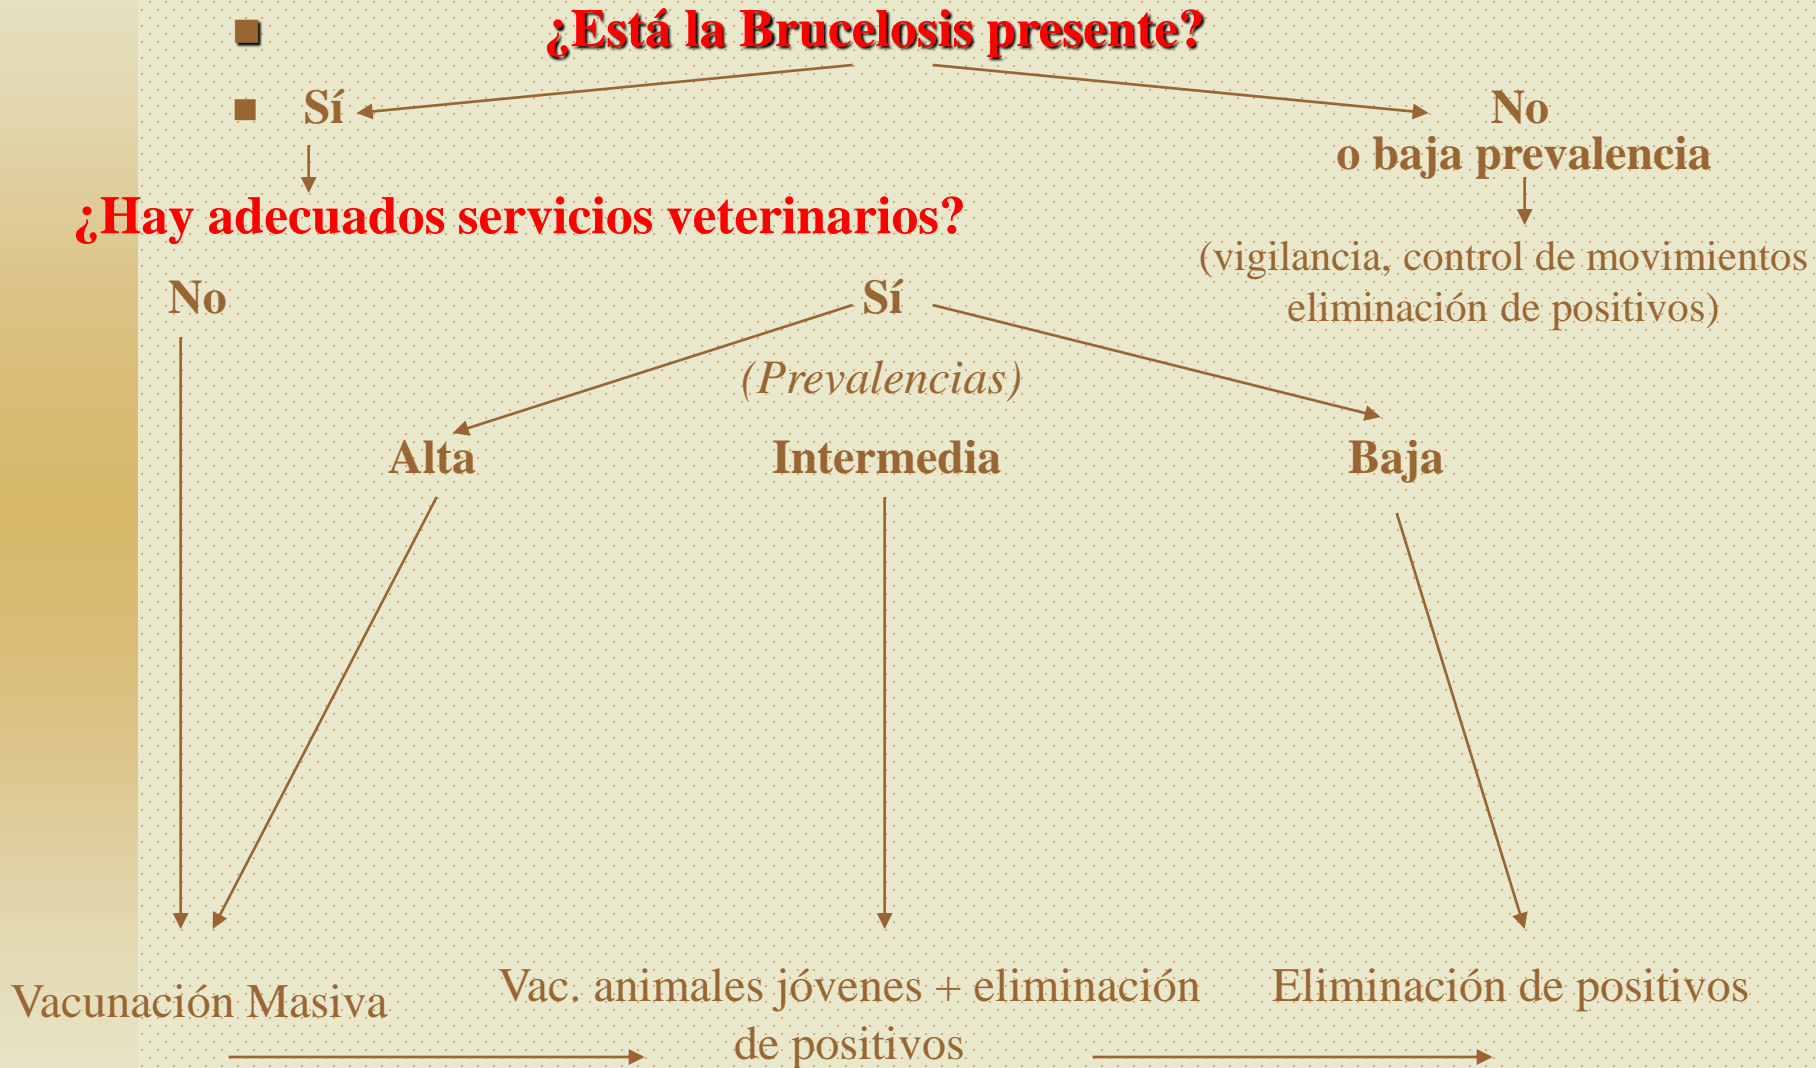 ¿Está la Brucelosis presente?
Sí
No
o baja prevalencia
¿Hay adecuados servicios veterinarios?
(vigilancia, control de movimientos
eliminación de positivos)
No
Sí
(Prevalencias)
Alta
Intermedia
Baja
Vacunación Masiva
Vac. animales jóvenes + eliminación
de positivos
Eliminación de positivos